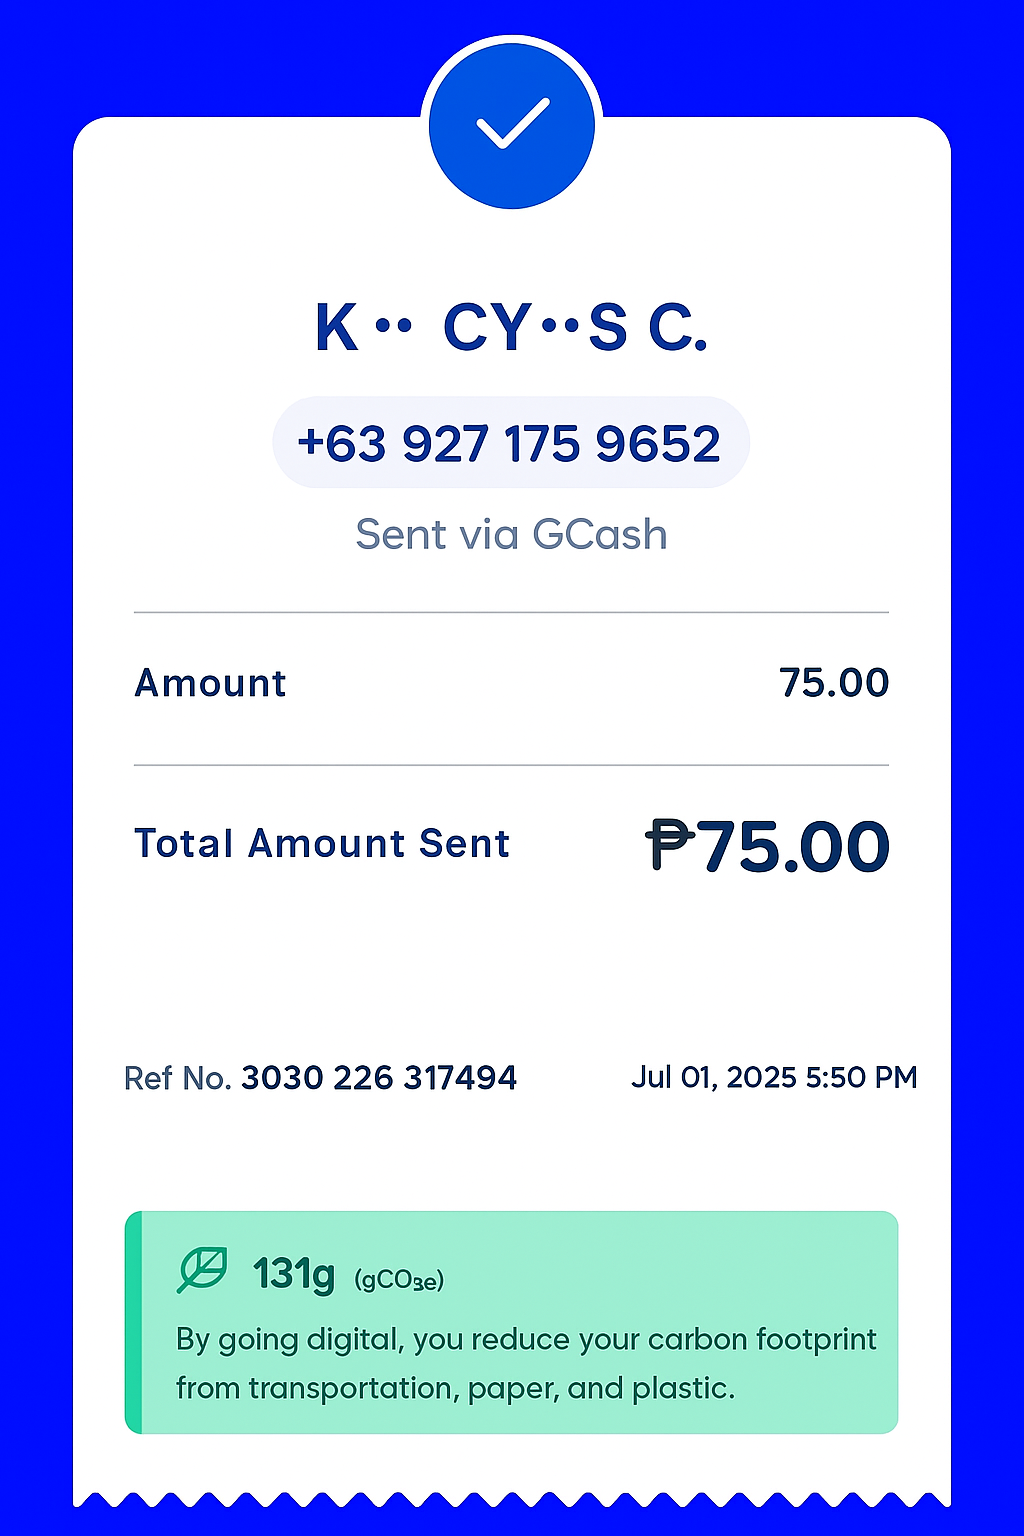 K •• CY••S C.
+63 927 175 9652
Sent via GCash
Amount 75.00
Total Amount Sent ₱75.00
Ref No. 3030 226 317494 Jul 01, 2025 5:50 PM
131g (gCO₃e)
By going digital, you reduce your carbon footprint
from transportation, paper, and plastic.